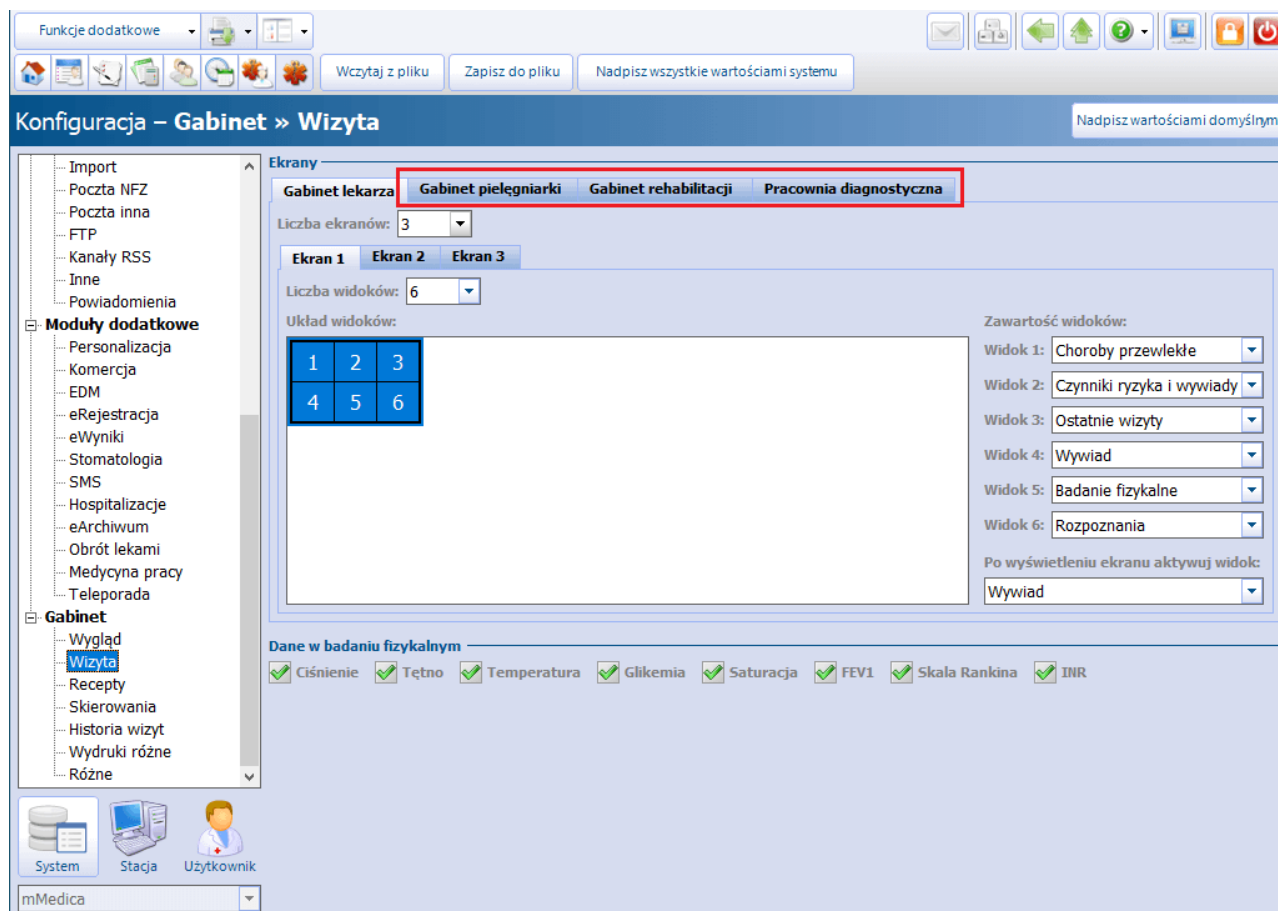 Funkcje dodatkowe
Wczytaj z pliku
Zapisz do pliku
Nadpisz wszystkie wartościami systemu
Konfiguracja – Gabinet » Wizyta
Nadpisz wartościami domyślnym
Import
Poczta NFZ
Poczta inna
FTP
Kanały RSS
Inne
Powiadomienia
Moduły dodatkowe
Personalizacja
Komercja
EDM
eRejestracja
eWyniki
Stomatologia
SMS
Hospitalizacje
eArchiwum
Obrót lekami
Medycyna pracy
Teleporada
Gabinet
Wygląd
Wizyta
Recepty
Skierowania
Historia wizyt
Wydruki różne
Różne
System
Stacja
Użytkownik
mMedica
Ekrany
Gabinet lekarza Gabinet pielęgniarki Gabinet rehabilitacji Pracownia diagnostyczna
Liczba ekranów: 3
Ekran 1 Ekran 2 Ekran 3
Liczba widoków: 6
Układ widoków:
1 2 3
4 5 6
Zawartość widoków:
Widok 1: Choroby przewlekłe
Widok 2: Czynniki ryzyka i wywiady
Widok 3: Ostatnie wizyty
Widok 4: Wywiad
Widok 5: Badanie fizykalne
Widok 6: Rozpoznania
Po wyświetleniu ekranu aktywuj widok:
Wywiad
Dane w badaniu fizykalnym
Ciśnienie Tętno Temperatura Glikemia Saturacja FEV1 Skala Rankina INR